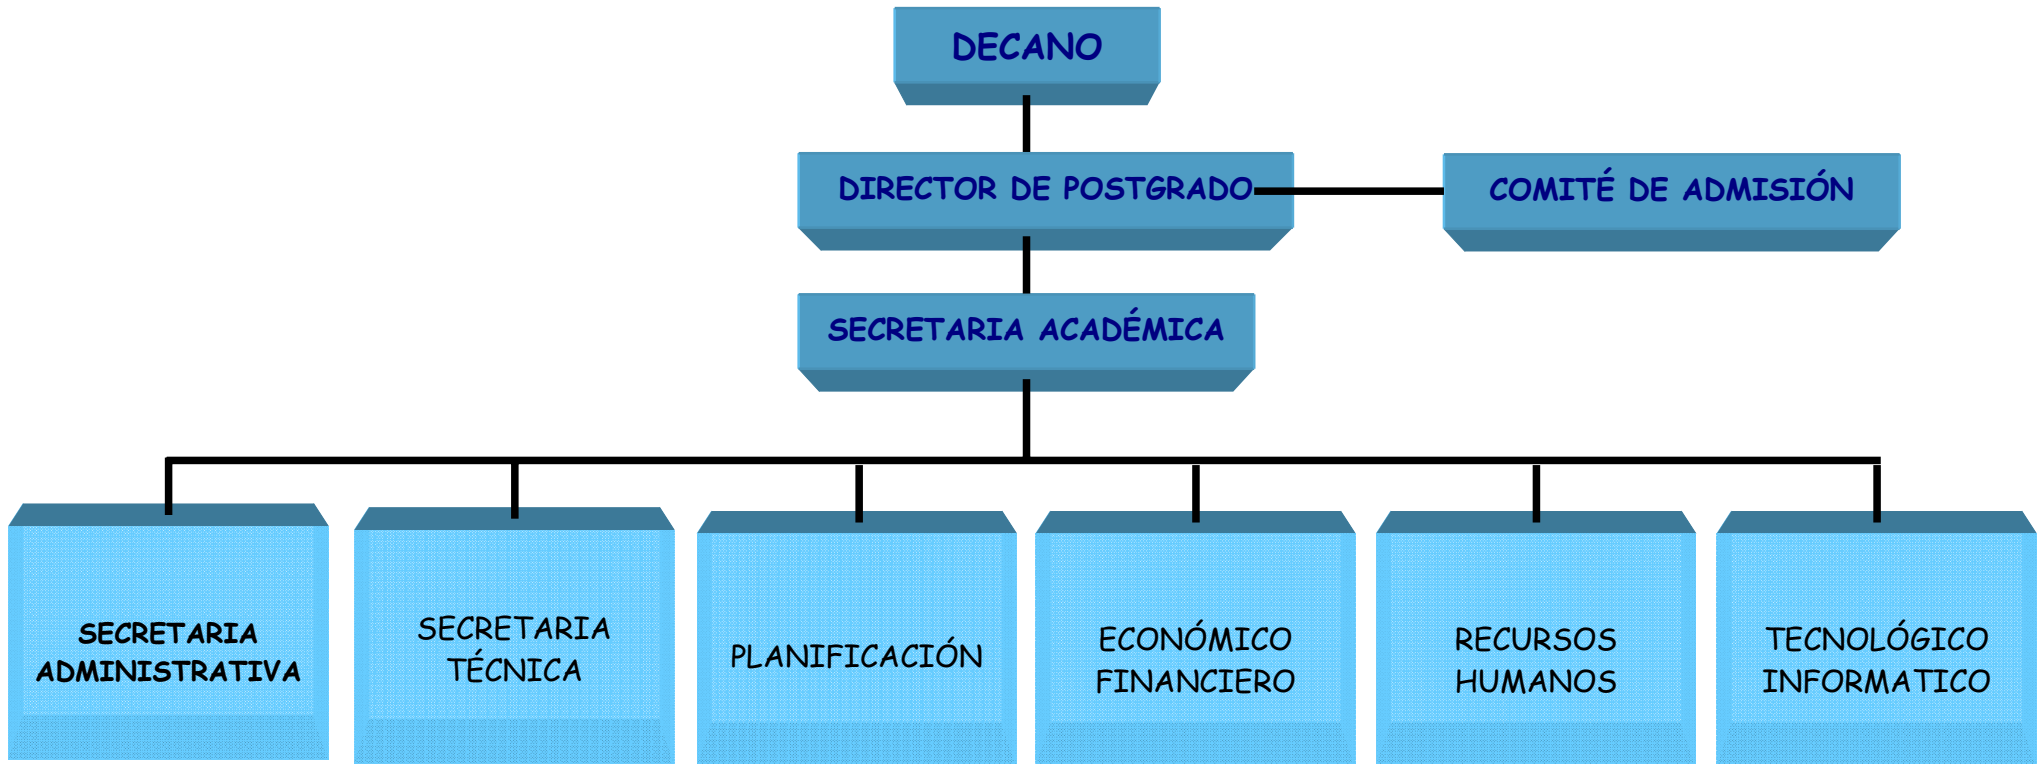 DECANO
DIRECTOR DE POSTGRADO
COMITÉ DE ADMISIÓN
SECRETARIA ACADÉMICA
SECRETARIA
ADMINISTRATIVA
SECRETARIA
TÉCNICA
PLANIFICACIÓN
ECONÓMICO
FINANCIERO
RECURSOS
HUMANOS
TECNOLÓGICO
INFORMATICO